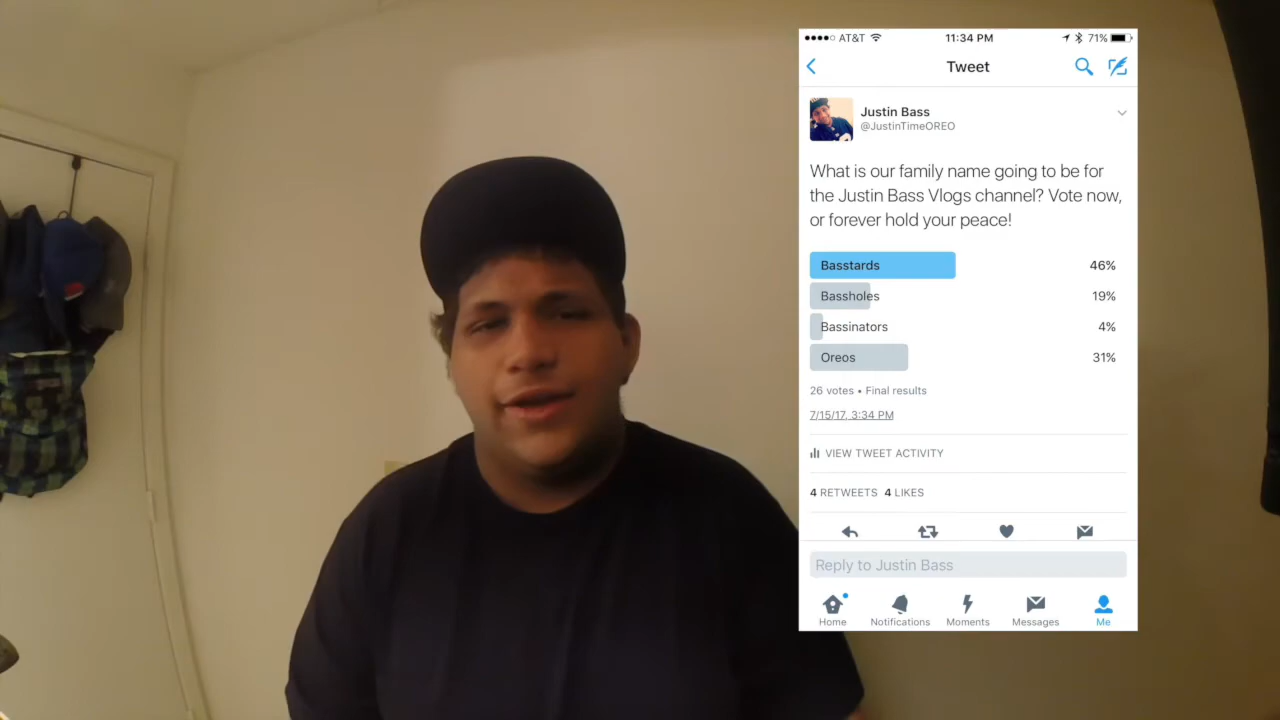 AT&T 11:34 PM 71%
Tweet
Justin Bass
@JustinTimeOREO
What is our family name going to be for
the Justin Bass Vlogs channel? Vote now,
or forever hold your peace!
Basstards 46%
Bassholes 19%
Bassinators 4%
Oreos 31%
26 votes • Final results
7/15/17, 3:34 PM
VIEW TWEET ACTIVITY
4 RETWEETS 4 LIKES
Reply to Justin Bass
Home Notifications Moments Messages Me